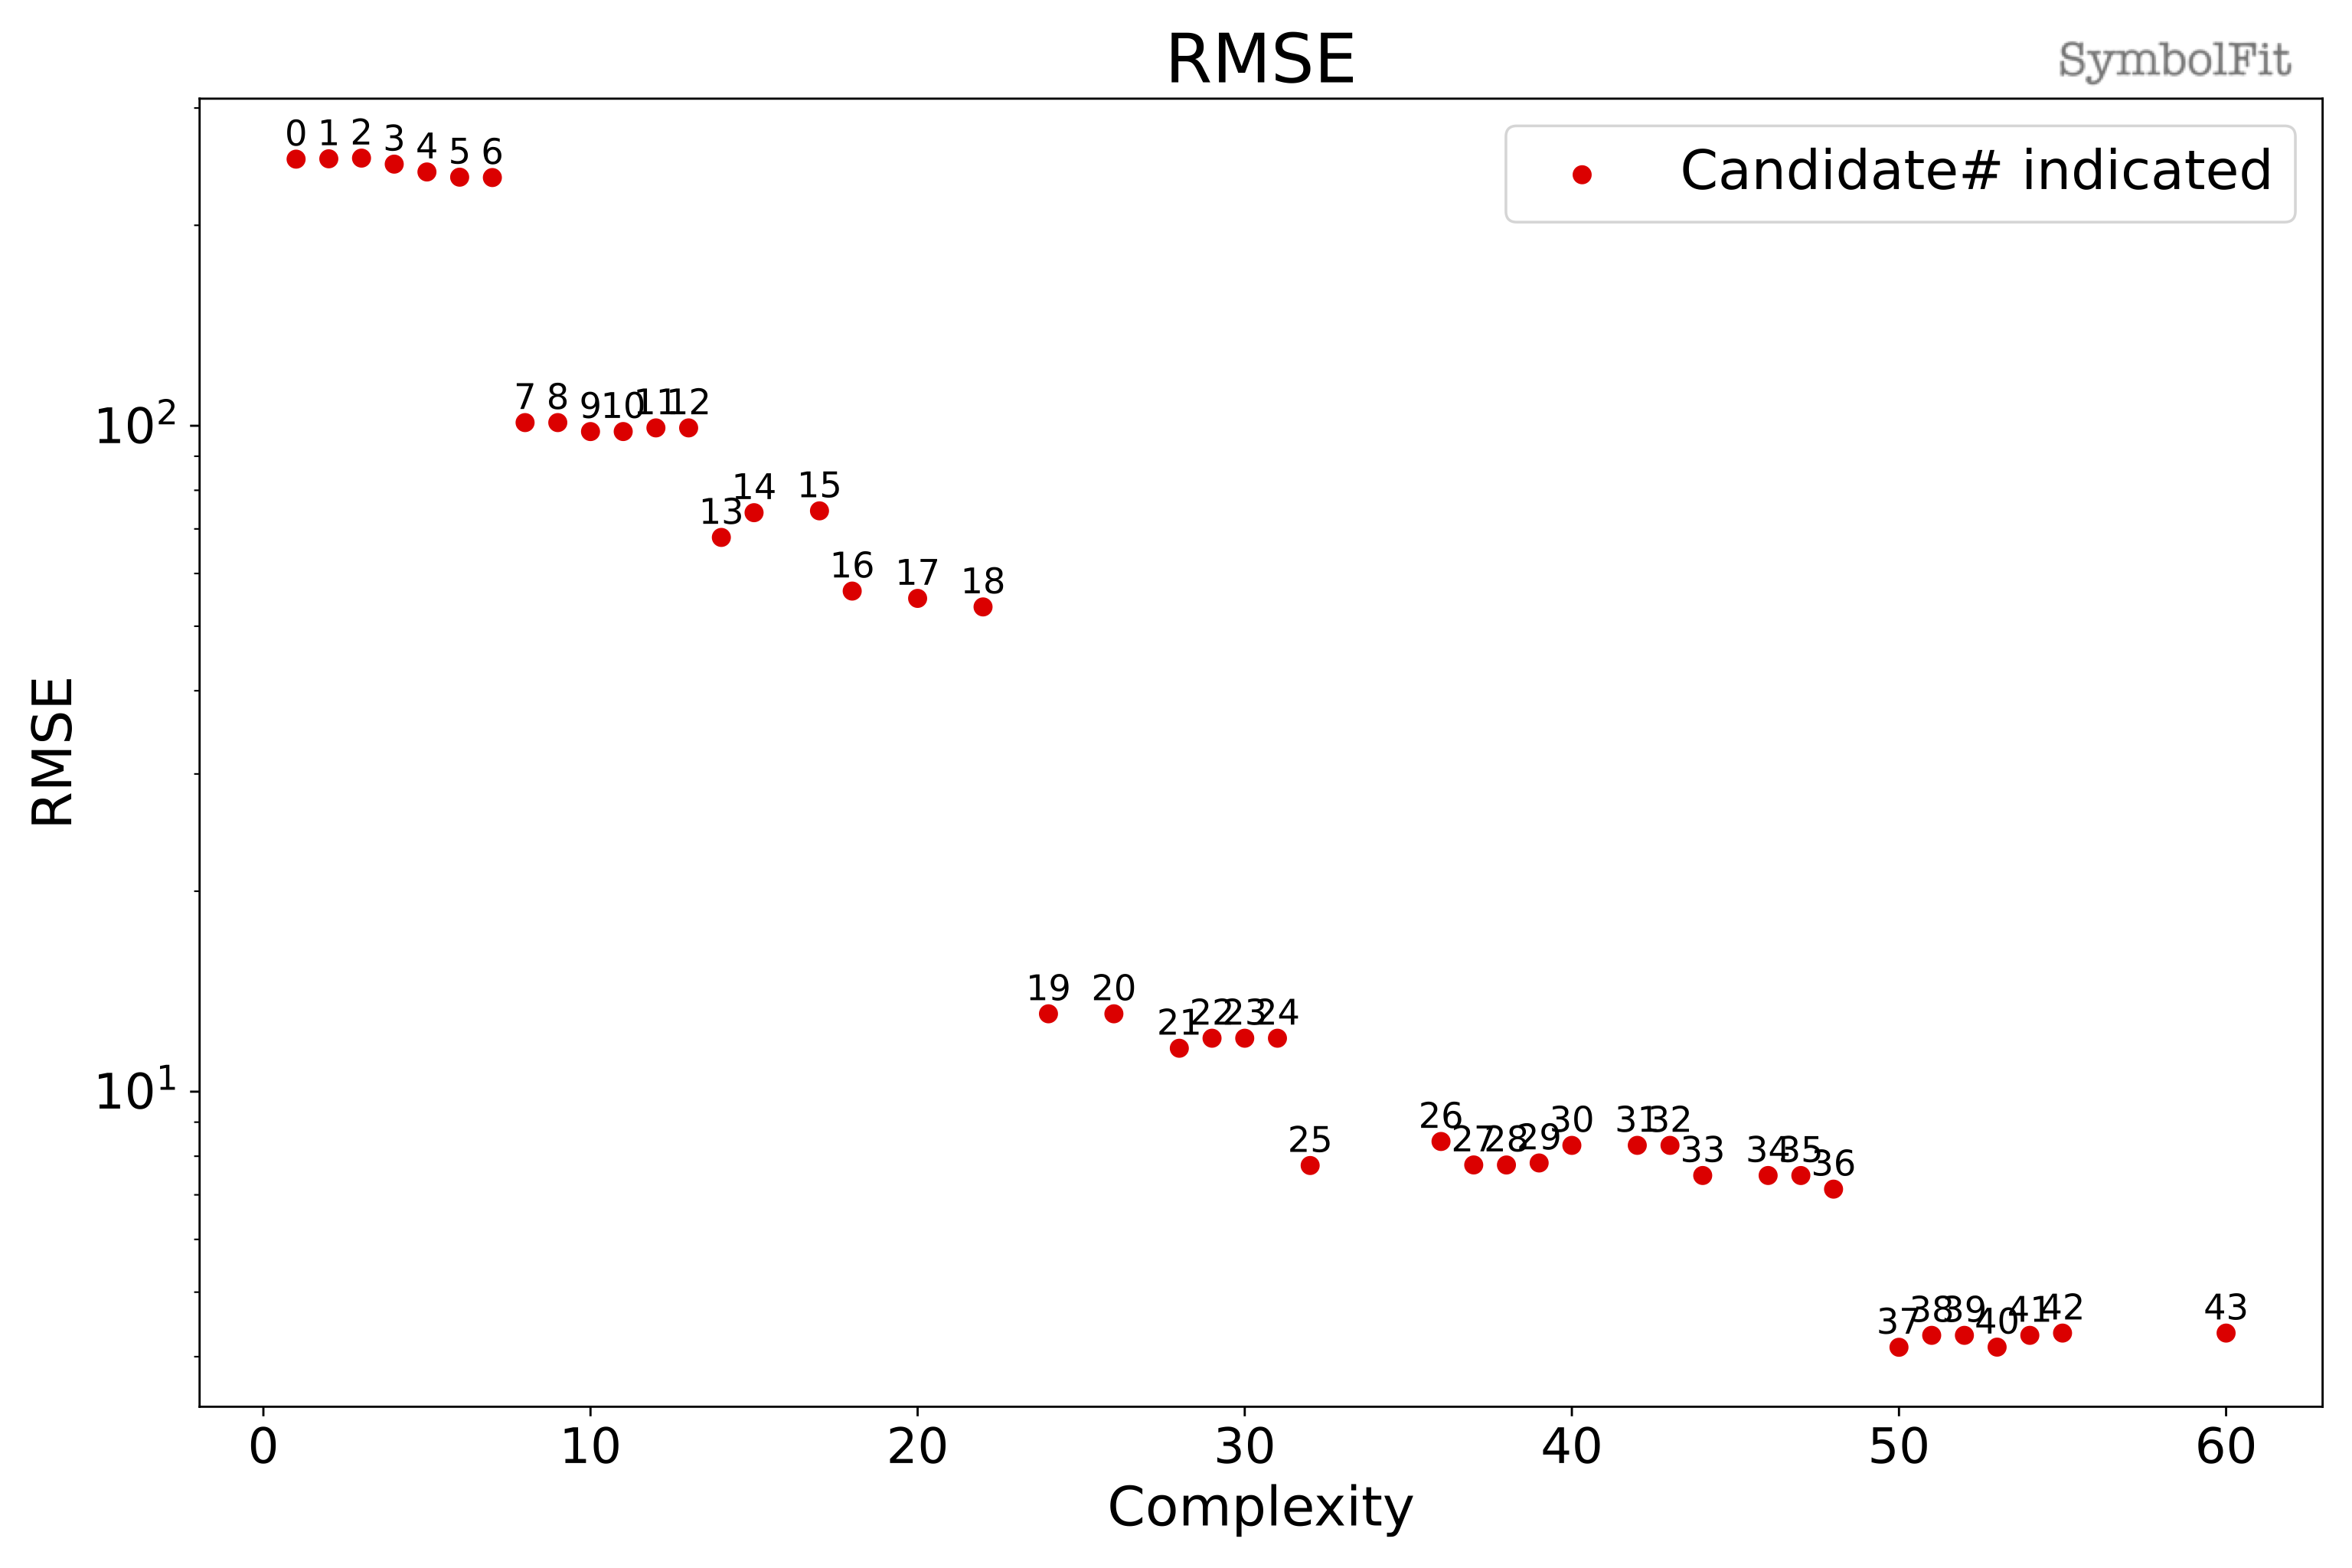 RMSE
SymbolFit
Candidate# indicated
0 1 2 3 4 5 6
7 8 9 10 11 12
13 14 15
16 17 18
19 20
21 22 23 24
25
26 27 28 29 30 31 32 33 34 35 36
37 38 39 40 41 42 43
10²
10¹
RMSE
0 10 20 30 40 50 60
Complexity